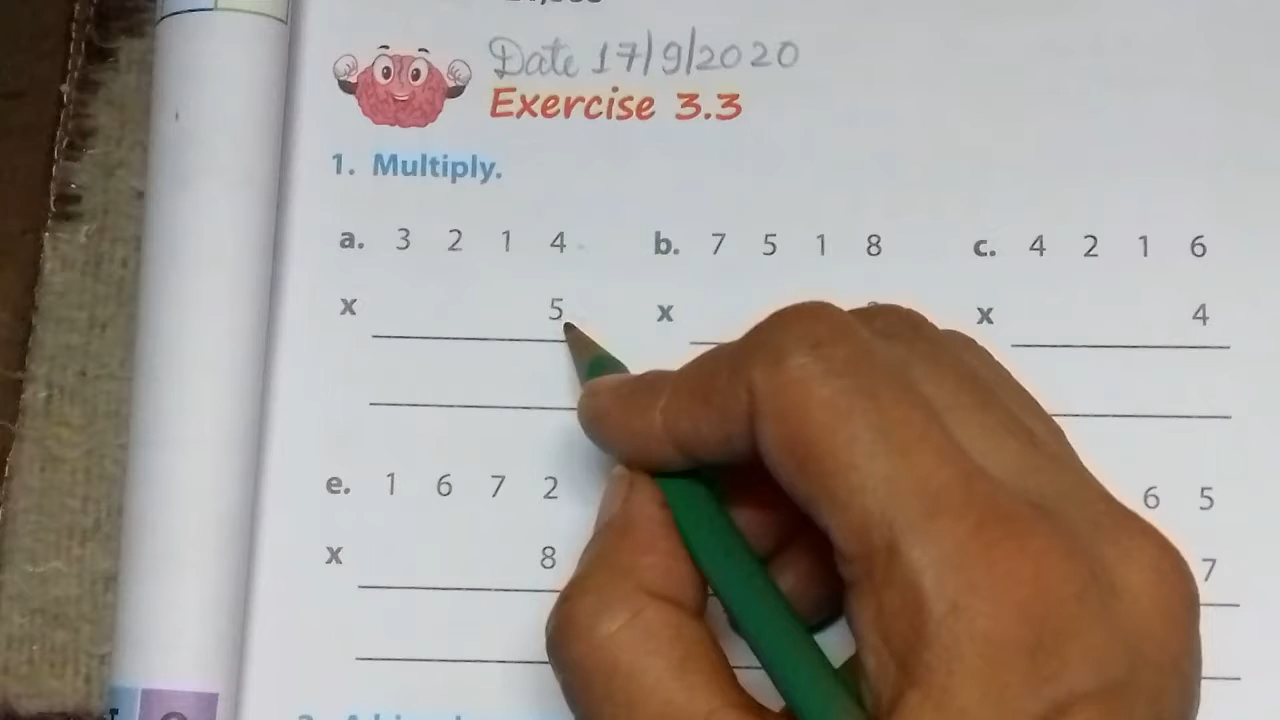 Date 17/9/2020
Exercise 3.3
1. Multiply.
a. 3 2 1 4 b. 7 5 1 8 c. 4 2 1 6
x 5 x x 4
e. 1 6 7 2 6 5
x 8 7